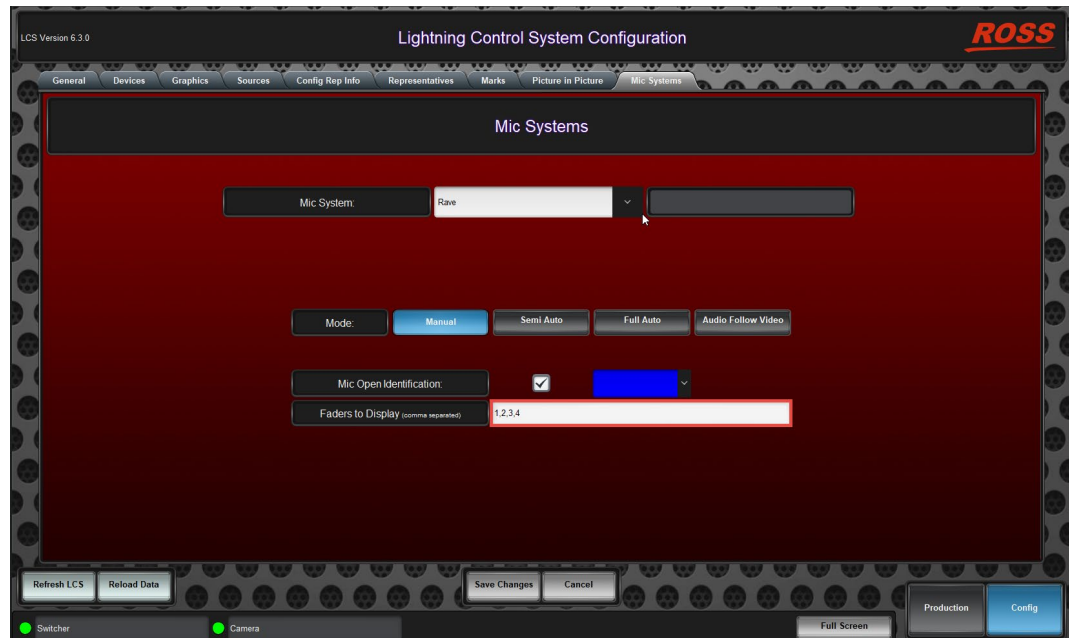 LCS Version 6.3.0
Lightning Control System Configuration
ROSS
General Devices Graphics Sources Config Rep Info Representatives Marks Picture in Picture Mic Systems
Mic Systems
Mic System: Rave
Mode: Manual Semi Auto Full Auto Audio Follow Video
Mic Open Identification:
Faders to Display (comma separated) 1,2,3,4
Refresh LCS Reload Data Save Changes Cancel
Production Config
Switcher Camera Full Screen